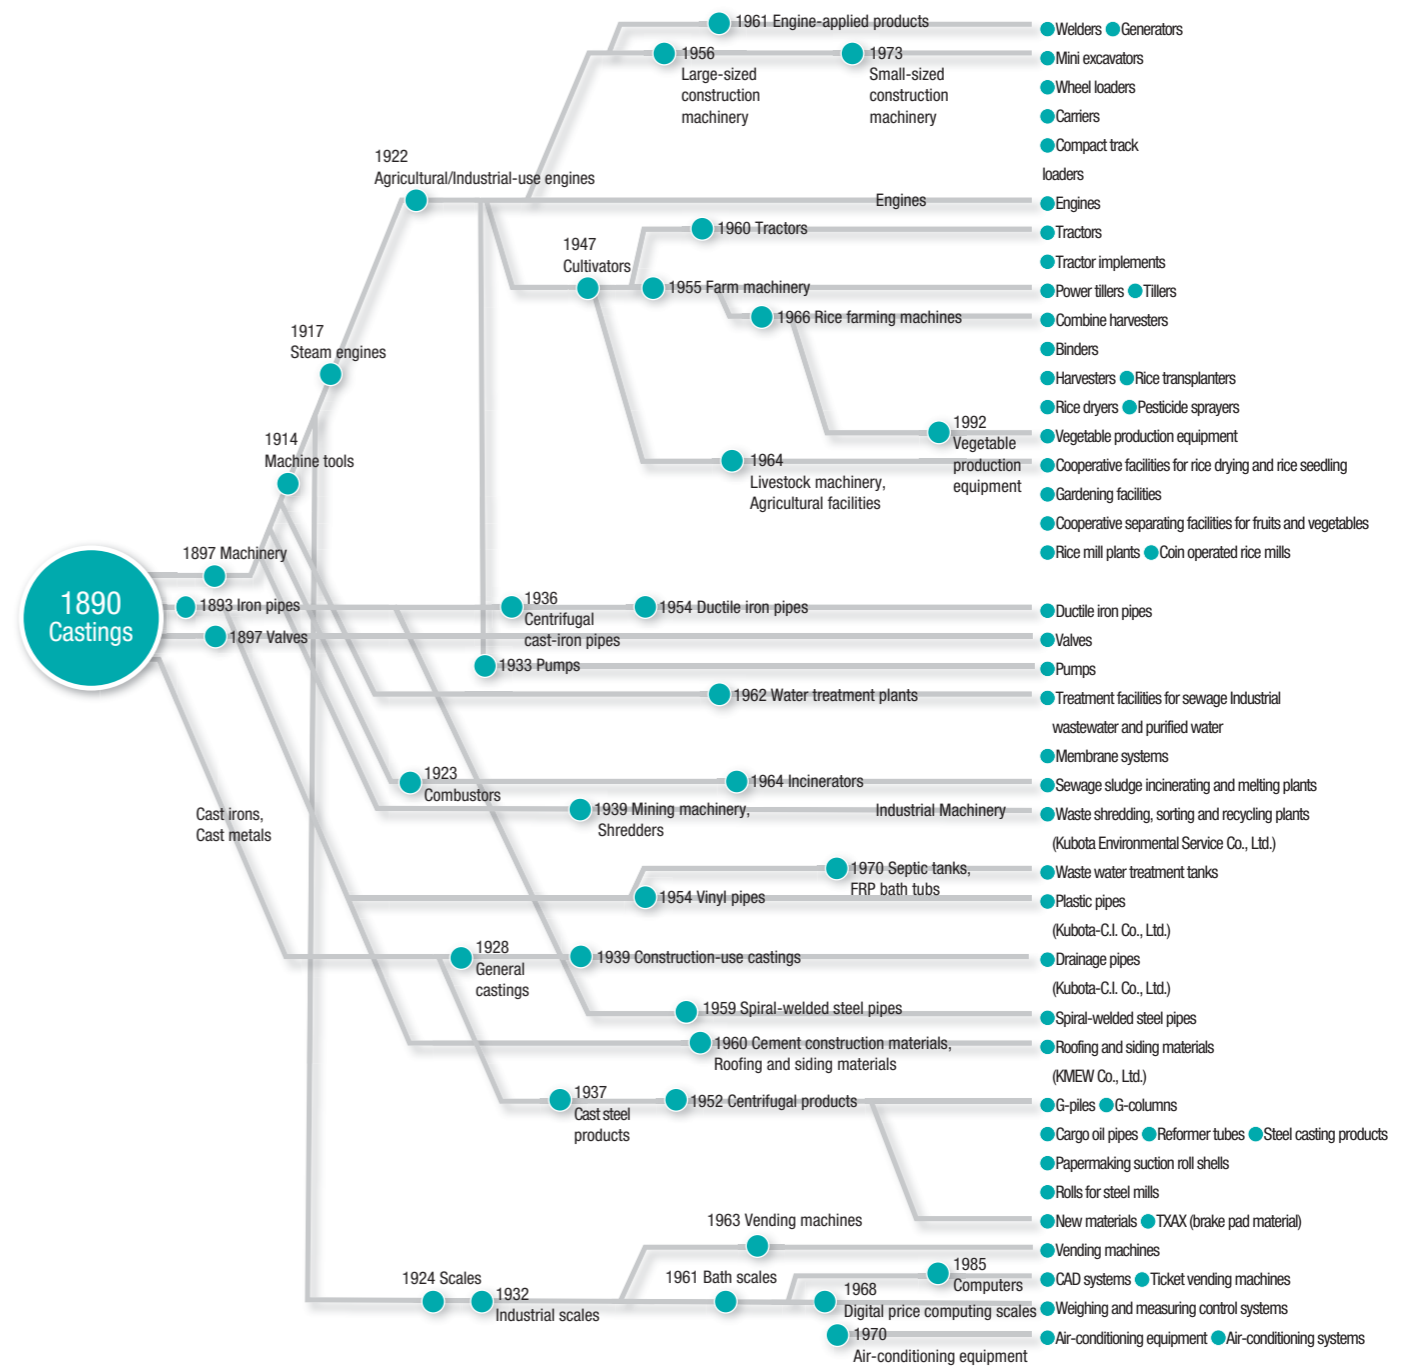 1961 Engine-applied products
Welders Generators
1956
Large-sized
construction
machinery
1973
Small-sized
construction
machinery
Mini excavators
Wheel loaders
Carriers
Compact track
loaders
1922
Agricultural/Industrial-use engines
Engines
Engines
1960 Tractors
Tractors
1947
Cultivators
Tractor implements
1955 Farm machinery
Power tillers Tillers
1966 Rice farming machines
Combine harvesters
Binders
1917
Steam engines
Harvesters Rice transplanters
Rice dryers Pesticide sprayers
1992
Vegetable
production
equipment
Vegetable production equipment
1914
Machine tools
1964
Livestock machinery,
Agricultural facilities
Cooperative facilities for rice drying and rice seedling
Gardening facilities
Cooperative separating facilities for fruits and vegetables
Rice mill plants Coin operated rice mills
1890
Castings
1897 Machinery
1893 Iron pipes
1936
Centrifugal
cast-iron pipes
1954 Ductile iron pipes
Ductile iron pipes
1897 Valves
Valves
1933 Pumps
Pumps
1962 Water treatment plants
Treatment facilities for sewage Industrial
wastewater and purified water
Membrane systems
1923
Combustors
1964 Incinerators
Sewage sludge incinerating and melting plants
Cast irons,
Cast metals
1939 Mining machinery,
Shredders
Industrial Machinery
Waste shredding, sorting and recycling plants
(Kubota Environmental Service Co., Ltd.)
1970 Septic tanks,
FRP bath tubs
Waste water treatment tanks
1954 Vinyl pipes
Plastic pipes
(Kubota-C.I. Co., Ltd.)
1928
General
castings
1939 Construction-use castings
Drainage pipes
(Kubota-C.I. Co., Ltd.)
1959 Spiral-welded steel pipes
Spiral-welded steel pipes
1960 Cement construction materials,
Roofing and siding materials
Roofing and siding materials
(KMEW Co., Ltd.)
1937
Cast steel
products
1952 Centrifugal products
G-piles G-columns
Cargo oil pipes Reformer tubes Steel casting products
Papermaking suction roll shells
Rolls for steel mills
New materials TXAX (brake pad material)
1963 Vending machines
Vending machines
1924 Scales
1932
Industrial scales
1961 Bath scales
1985
Computers
CAD systems Ticket vending machines
1968
Digital price computing scales
Weighing and measuring control systems
1970
Air-conditioning equipment
Air-conditioning equipment Air-conditioning systems